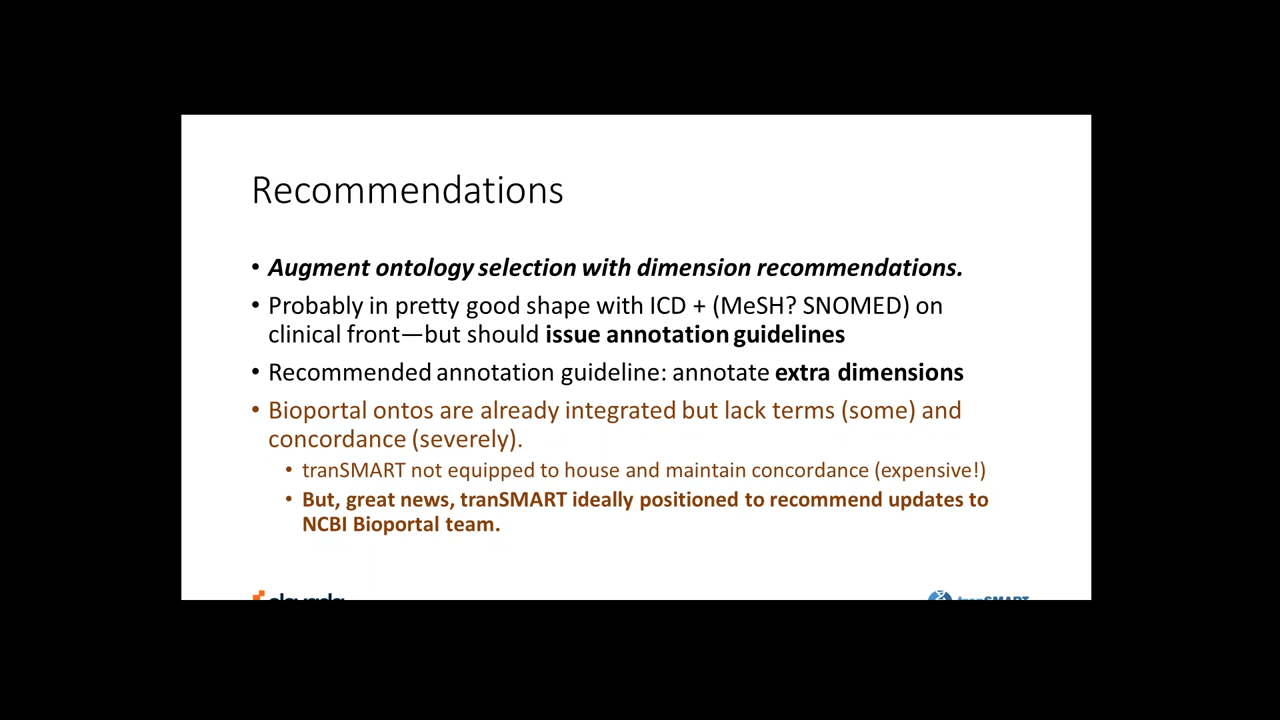 Recommendations
• Augment ontology selection with dimension recommendations.
• Probably in pretty good shape with ICD + (MeSH? SNOMED) on
clinical front—but should issue annotation guidelines
• Recommended annotation guideline: annotate extra dimensions
• Bioportal ontos are already integrated but lack terms (some) and
concordance (severely).
• tranSMART not equipped to house and maintain concordance (expensive!)
• But, great news, tranSMART ideally positioned to recommend updates to
NCBI Bioportal team.
tranSMART